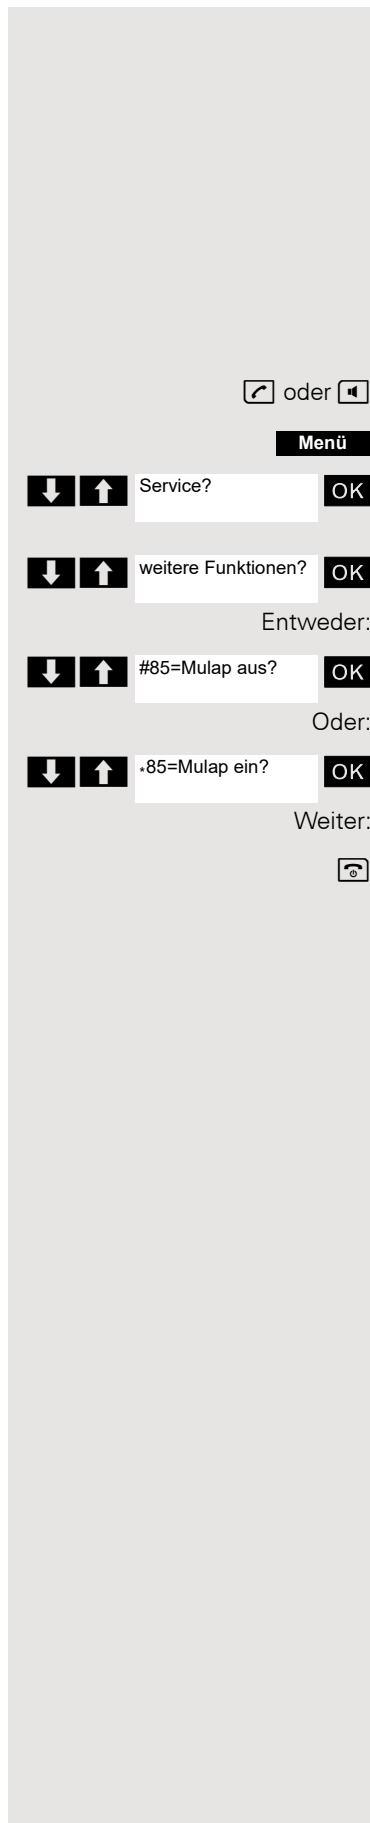 oder
Menü
Service? OK
weitere Funktionen? OK
Entweder:
#85=Mulap aus? OK
Oder:
*85=Mulap ein? OK
Weiter: